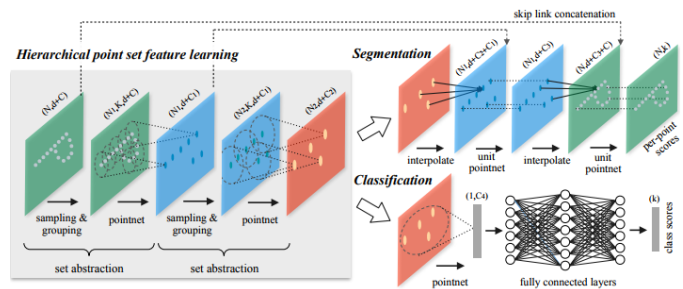 skip link concatenation
Hierarchical point set feature learning
Segmentation
(N,d+C)
(N1,K,d+C)
(N1,d+C1)
(N2,K,d+C1)
(N2,d+C2)
(N1,d+C2+C1)
(N1,d+C3)
(N,d+C3+C)
(N,k)
per-point
scores
interpolate
unit
pointnet
interpolate
unit
pointnet
sampling &
grouping
pointnet
sampling &
grouping
pointnet
set abstraction
set abstraction
Classification
(1,C4)
(k)
class scores
pointnet
fully connected layers